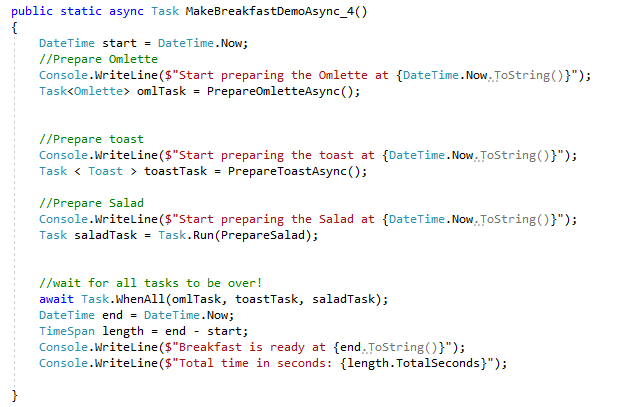 public static async Task MakeBreakfastDemoAsync_4()
{
DateTime start = DateTime.Now;
//Prepare Omlette
Console.WriteLine($"Start preparing the Omlette at {DateTime.Now.ToString()}");
Task<Omlette> omlTask = PrepareOmletteAsync();
//Prepare toast
Console.WriteLine($"Start preparing the toast at {DateTime.Now.ToString()}");
Task < Toast > toastTask = PrepareToastAsync();
//Prepare Salad
Console.WriteLine($"Start preparing the Salad at {DateTime.Now.ToString()}");
Task saladTask = Task.Run(PrepareSalad);
//wait for all tasks to be over!
await Task.WhenAll(omlTask, toastTask, saladTask);
DateTime end = DateTime.Now;
TimeSpan length = end - start;
Console.WriteLine($"Breakfast is ready at {end.ToString()}");
Console.WriteLine($"Total time in seconds: {length.TotalSeconds}");
}